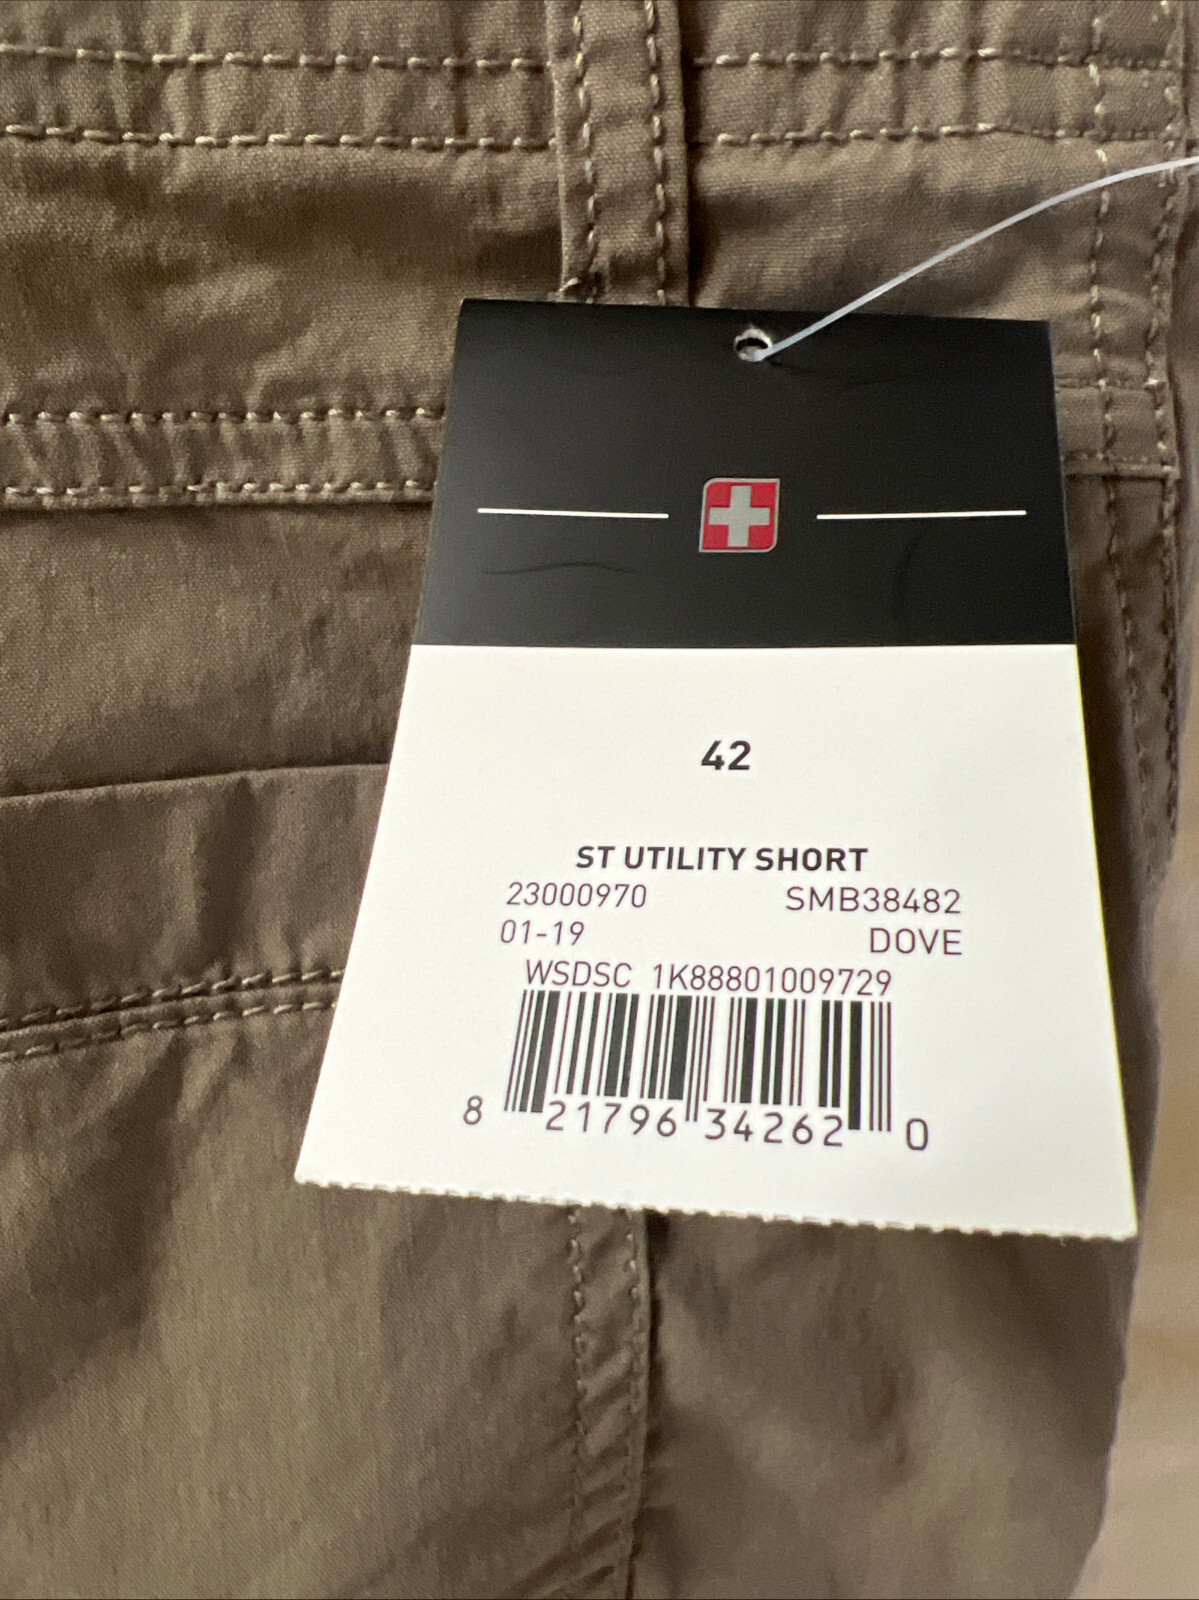 42
ST UTILITY SHORT
23000970 SMB38482
01-19 DOVE
WSDSC 1K88801009729
8 21796 34262 0